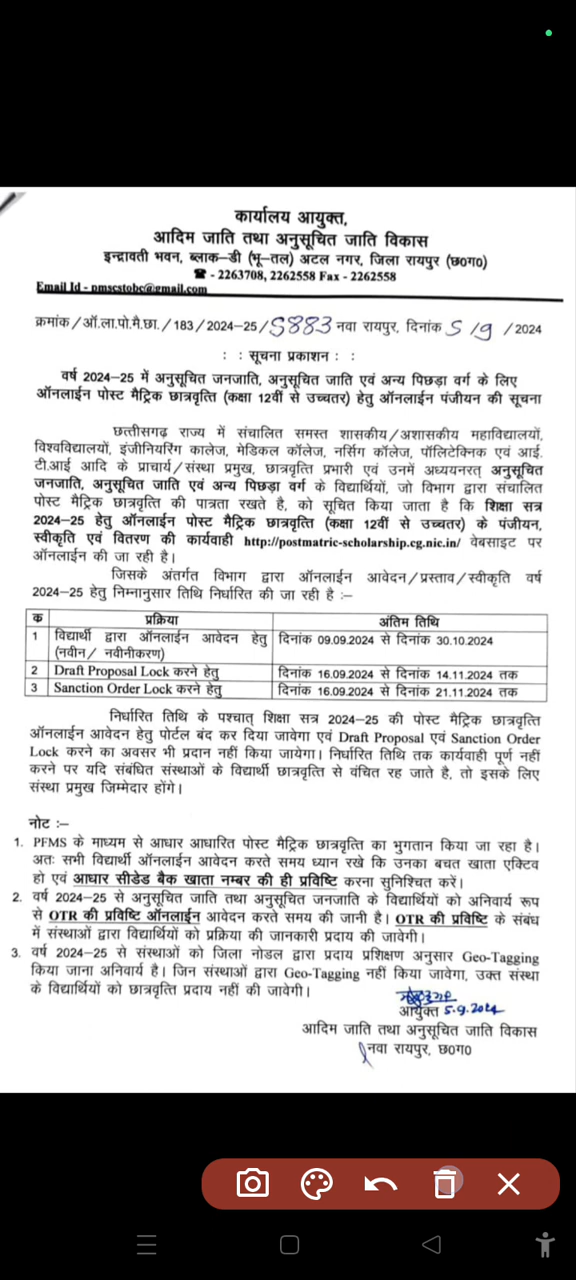 कार्यालय आयुक्त,
आदिम जाति तथा अनुसूचित जाति विकास
इन्द्रावती भवन, ब्लाक–डी (भू–तल) अटल नगर, जिला रायपुर (छ०ग०)
☎ - 2263708, 2262558 Fax - 2262558
Email Id - pmscstobc@gmail.com
क्रमांक/ऑ.ला.पो.मै.छा./183/2024-25/5883 नवा रायपुर, दिनांक 5/9/2024
: : सूचना प्रकाशन : :
वर्ष 2024-25 में अनुसूचित जनजाति, अनुसूचित जाति एवं अन्य पिछड़ा वर्ग के लिए
ऑनलाईन पोस्ट मैट्रिक छात्रवृत्ति (कक्षा 12वीं से उच्चतर) हेतु ऑनलाईन पंजीयन की सूचना
छत्तीसगढ़ राज्य में संचालित समस्त शासकीय/अशासकीय महाविद्यालयों,
विश्वविद्यालयों, इंजीनियरिंग कालेज, मेडिकल कॉलेज, नर्सिग कॉलेज, पॉलिटेक्निक एवं आई.
टी.आई आदि के प्राचार्य/संस्था प्रमुख, छात्रवृत्ति प्रभारी एवं उनमें अध्ययनरत् अनुसूचित
जनजाति, अनुसूचित जाति एवं अन्य पिछड़ा वर्ग के विद्यार्थियों, जो विभाग द्वारा संचालित
पोस्ट मैट्रिक छात्रवृत्ति की पात्रता रखते है, को सूचित किया जाता है कि शिक्षा सत्र
2024-25 हेतु ऑनलाईन पोस्ट मैट्रिक छात्रवृत्ति (कक्षा 12वीं से उच्चतर) के पंजीयन,
स्वीकृति एवं वितरण की कार्यवाही http://postmatric-scholarship.cg.nic.in/ वेबसाइट पर
ऑनलाईन की जा रही है।
जिसके अंतर्गत विभाग द्वारा ऑनलाईन आवेदन/प्रस्ताव/स्वीकृति वर्ष
2024-25 हेतु निम्नानुसार तिथि निर्धारित की जा रही है :–
क प्रक्रिया अंतिम तिथि
1 विद्यार्थी द्वारा ऑनलाईन आवेदन हेतु दिनांक 09.09.2024 से दिनांक 30.10.2024
(नवीन/ नवीनीकरण)
2 Draft Proposal Lock करने हेतु दिनांक 16.09.2024 से दिनांक 14.11.2024 तक
3 Sanction Order Lock करने हेतु दिनांक 16.09.2024 से दिनांक 21.11.2024 तक
निर्धारित तिथि के पश्चात् शिक्षा सत्र 2024-25 की पोस्ट मैट्रिक छात्रवृत्ति
ऑनलाईन आवेदन हेतु पोर्टल बंद कर दिया जावेगा एवं Draft Proposal एवं Sanction Order
Lock करने का अवसर भी प्रदान नहीं किया जायेगा। निर्धारित तिथि तक कार्यवाही पूर्ण नहीं
करने पर यदि संबंधित संस्थाओं के विद्यार्थी छात्रवृत्ति से वंचित रह जाते है, तो इसके लिए
संस्था प्रमुख जिम्मेदार होंगे।
नोट :–
1. PFMS के माध्यम से आधार आधारित पोस्ट मैट्रिक छात्रवृत्ति का भुगतान किया जा रहा है।
अतः सभी विद्यार्थी ऑनलाईन आवेदन करते समय ध्यान रखे कि उनका बचत खाता एक्टिव
हो एवं आधार सीडेड बैक खाता नम्बर की ही प्रविष्टि करना सुनिश्चित करें।
2. वर्ष 2024-25 से अनुसूचित जाति तथा अनुसूचित जनजाति के विद्यार्थियों को अनिवार्य रूप
से OTR की प्रविष्टि ऑनलाईन आवेदन करते समय की जानी है। OTR की प्रविष्टि के संबंध
में संस्थाओं द्वारा विद्यार्थियों को प्रक्रिया की जानकारी प्रदाय की जावेगी।
3. वर्ष 2024-25 से संस्थाओं को जिला नोडल द्वारा प्रदाय प्रशिक्षण अनुसार Geo-Tagging
किया जाना अनिवार्य है। जिन संस्थाओं द्वारा Geo-Tagging नहीं किया जावेगा, उक्त संस्था
के विद्यार्थियों को छात्रवृत्ति प्रदाय नहीं की जावेगी।
आयुक्त 5.9.2024
आदिम जाति तथा अनुसूचित जाति विकास
नवा रायपुर, छ०ग०